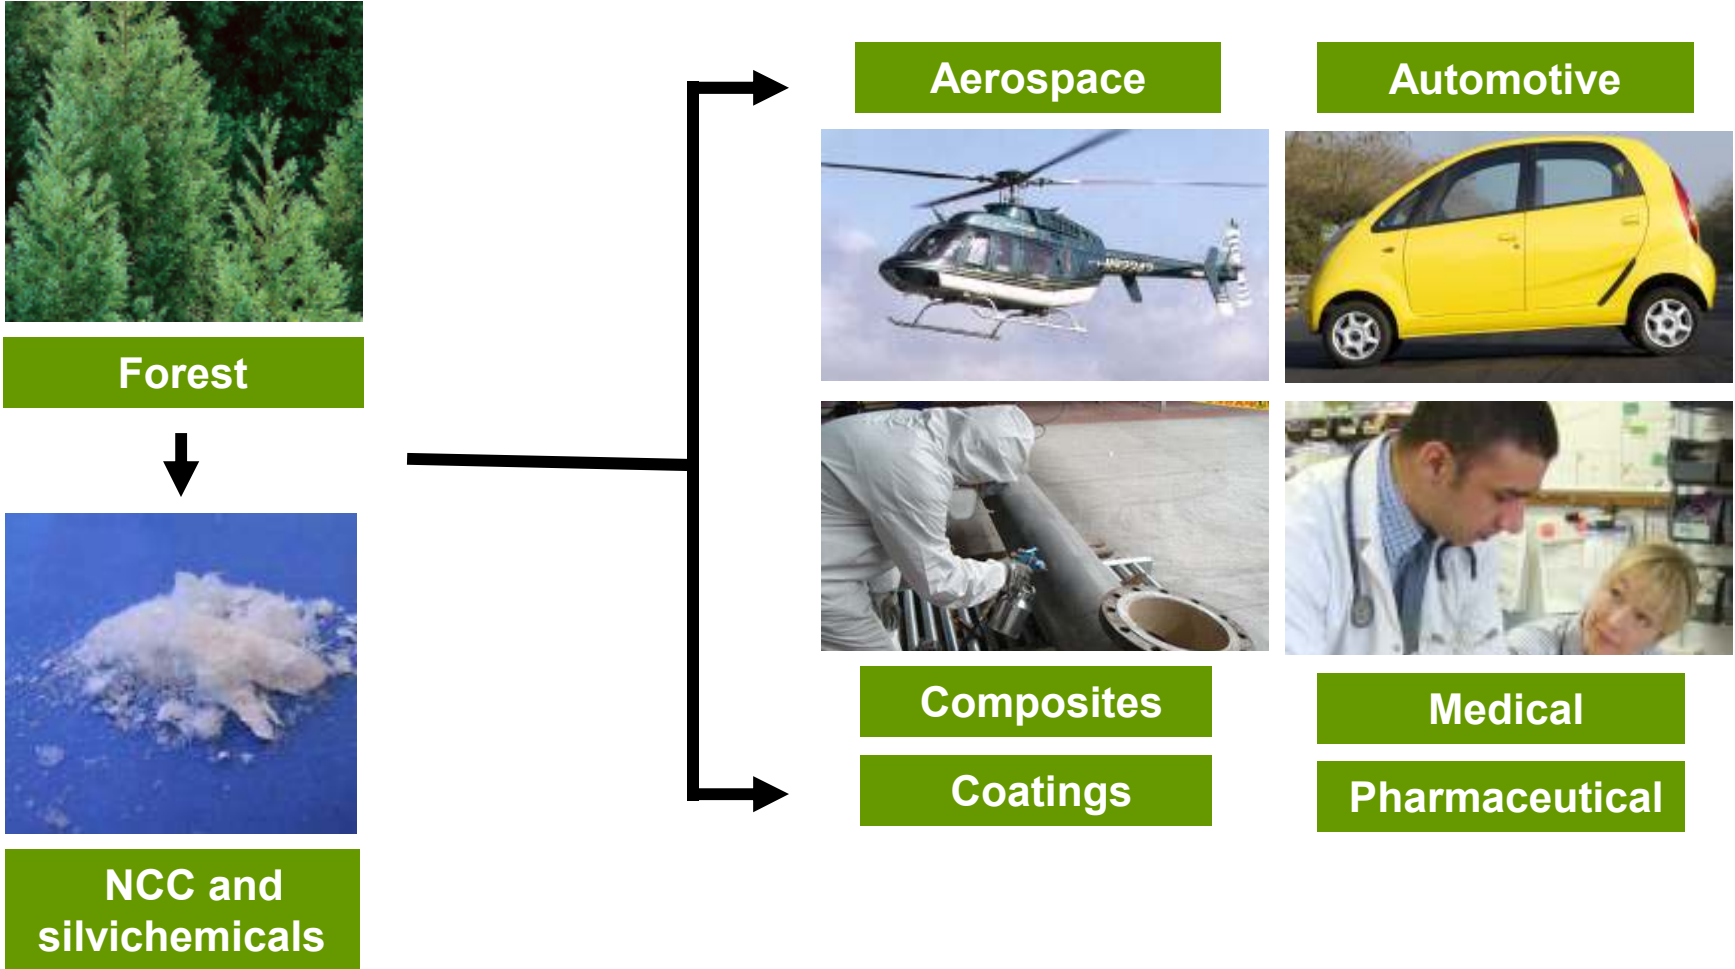 Forest
NCC and
silvichemicals
Aerospace
Automotive
Composites
Coatings
Medical
Pharmaceutical